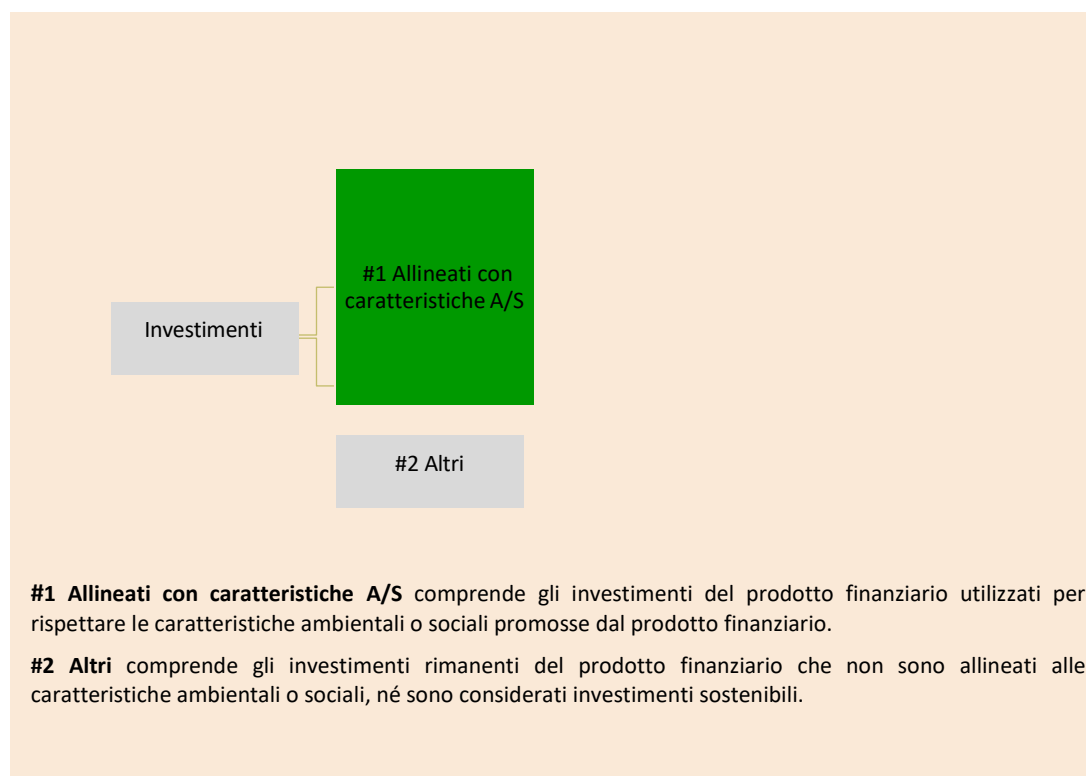 #1 Allineati con
caratteristiche A/S
Investimenti
#2 Altri
#1 Allineati con caratteristiche A/S comprende gli investimenti del prodotto finanziario utilizzati per
rispettare le caratteristiche ambientali o sociali promosse dal prodotto finanziario.
#2 Altri comprende gli investimenti rimanenti del prodotto finanziario che non sono allineati alle
caratteristiche ambientali o sociali, né sono considerati investimenti sostenibili.